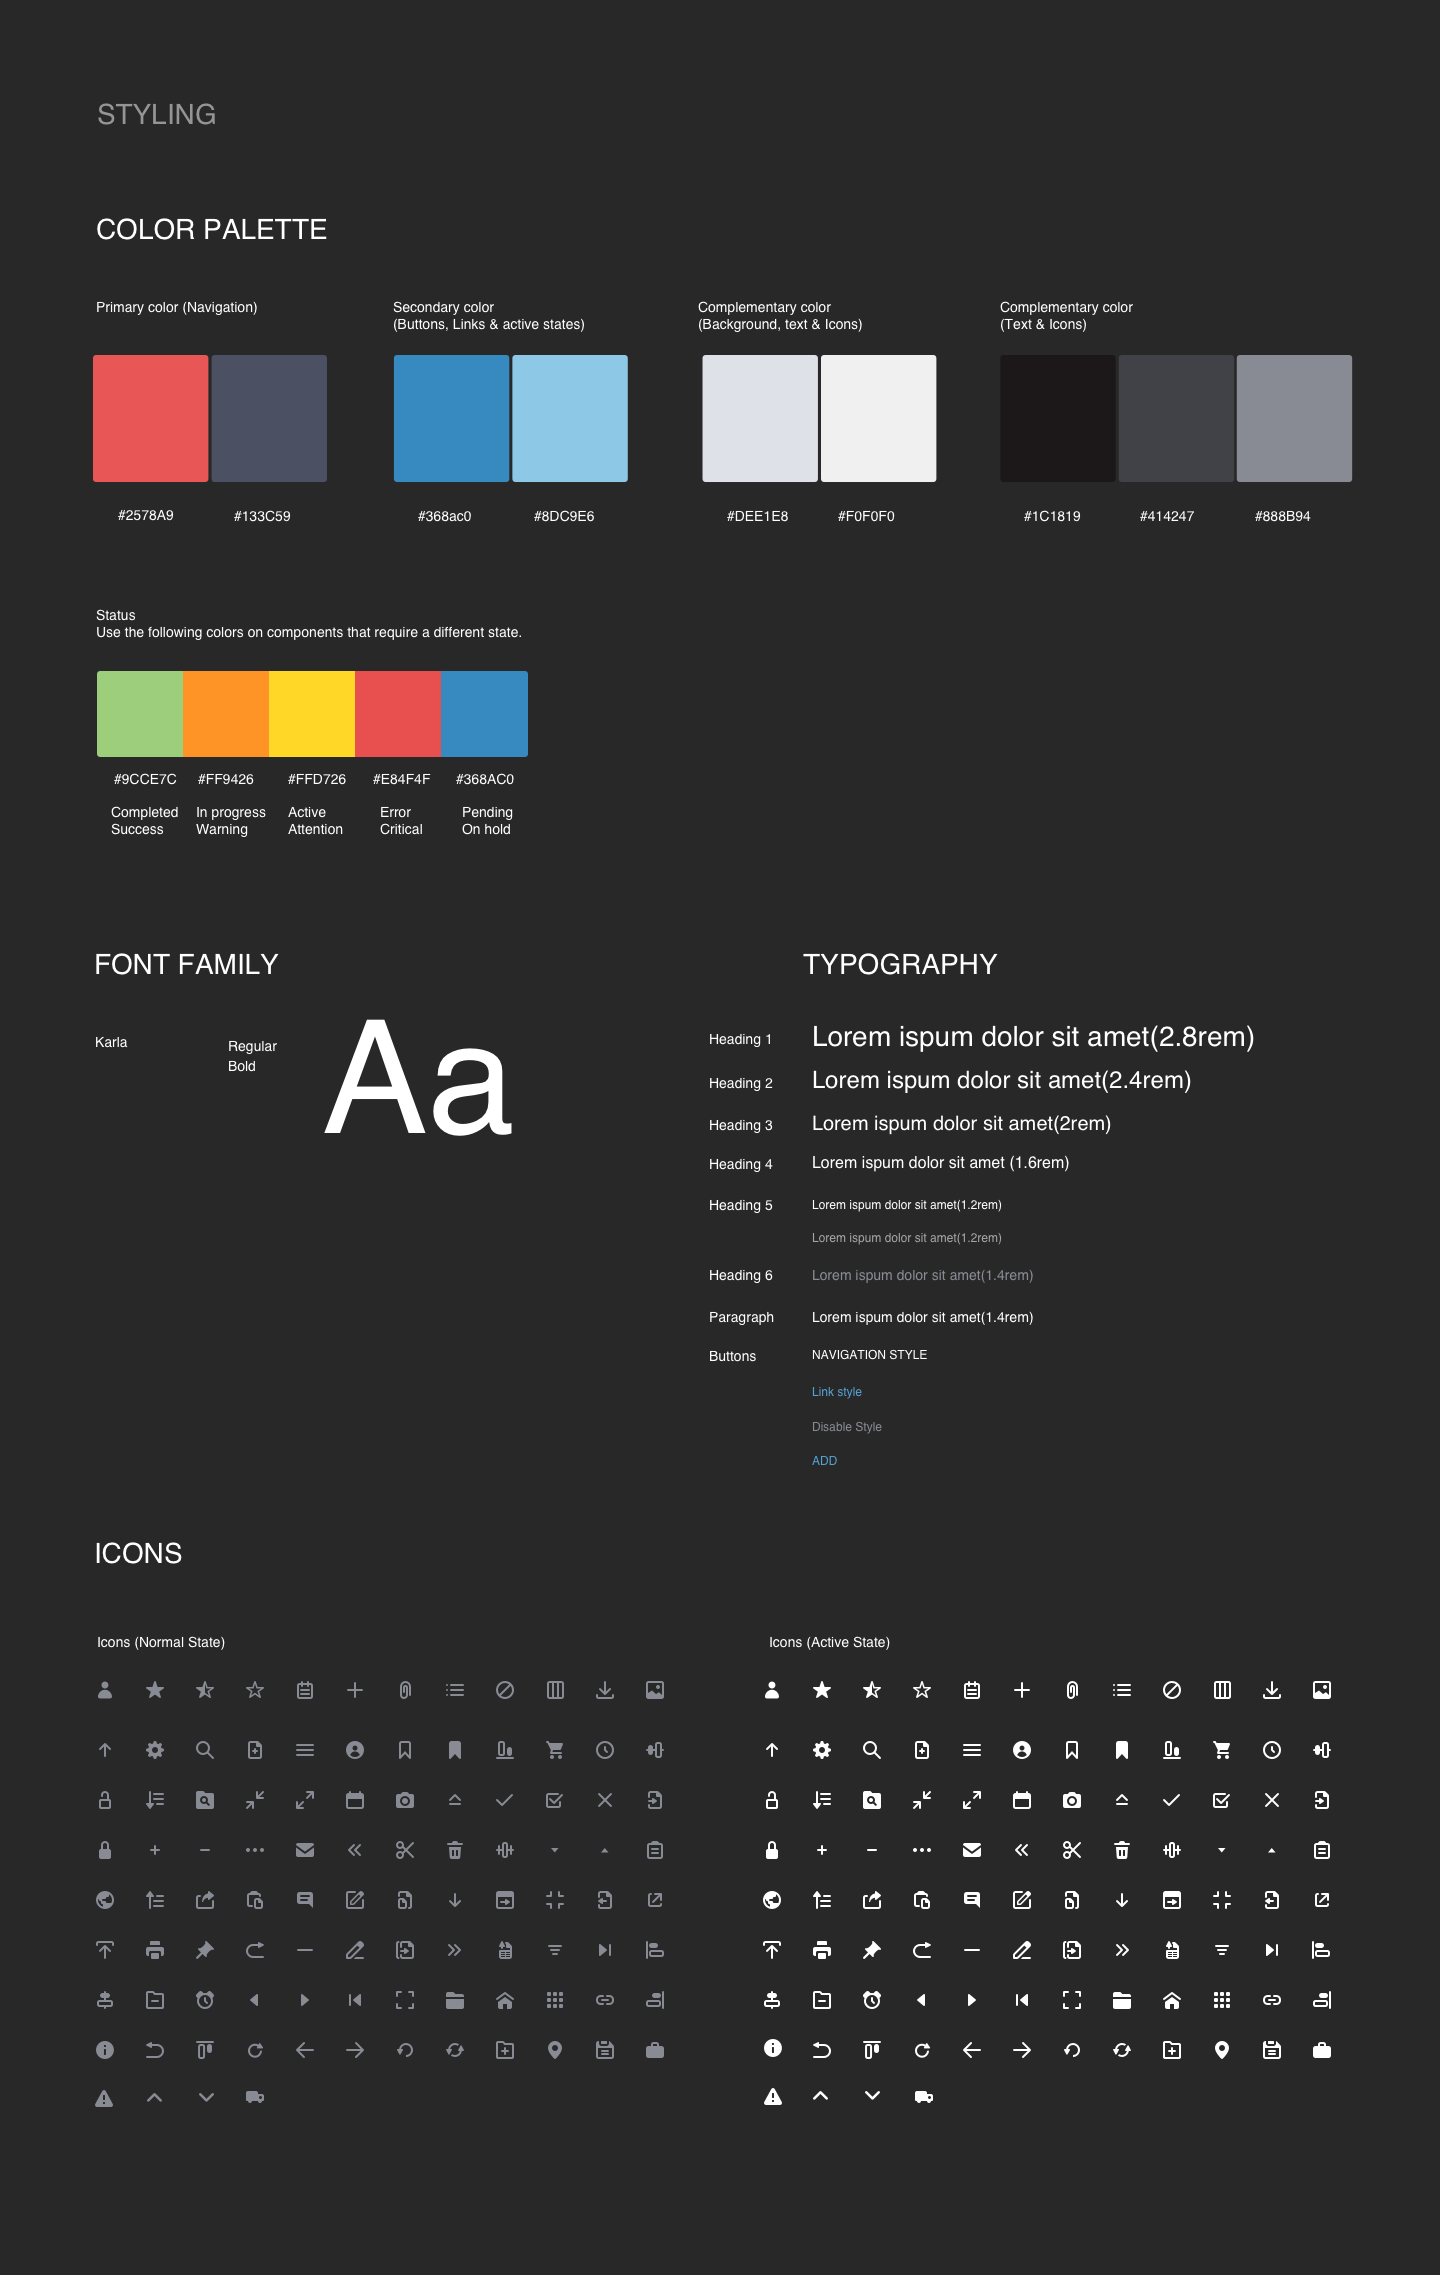 STYLING
COLOR PALETTE
Primary color (Navigation)
Secondary color
(Buttons, Links & active states)
Complementary color
(Background, text & Icons)
Complementary color
(Text & Icons)
#2578A9
#133C59
#368ac0
#8DC9E6
#DEE1E8
#F0F0F0
#1C1819
#414247
#888B94
Status
Use the following colors on components that require a different state.
#9CCE7C
#FF9426
#FFD726
#E84F4F
#368AC0
Completed
Success
In progress
Warning
Active
Attention
Error
Critical
Pending
On hold
FONT FAMILY
Karla
Regular
Bold
Aa
TYPOGRAPHY
Heading 1
Lorem ispum dolor sit amet(2.8rem)
Heading 2
Lorem ispum dolor sit amet(2.4rem)
Heading 3
Lorem ispum dolor sit amet(2rem)
Heading 4
Lorem ispum dolor sit amet (1.6rem)
Heading 5
Lorem ispum dolor sit amet(1.2rem)
Lorem ispum dolor sit amet(1.2rem)
Heading 6
Lorem ispum dolor sit amet(1.4rem)
Paragraph
Lorem ispum dolor sit amet(1.4rem)
Buttons
NAVIGATION STYLE
Link style
Disable Style
ADD
ICONS
Icons (Normal State)
Icons (Active State)